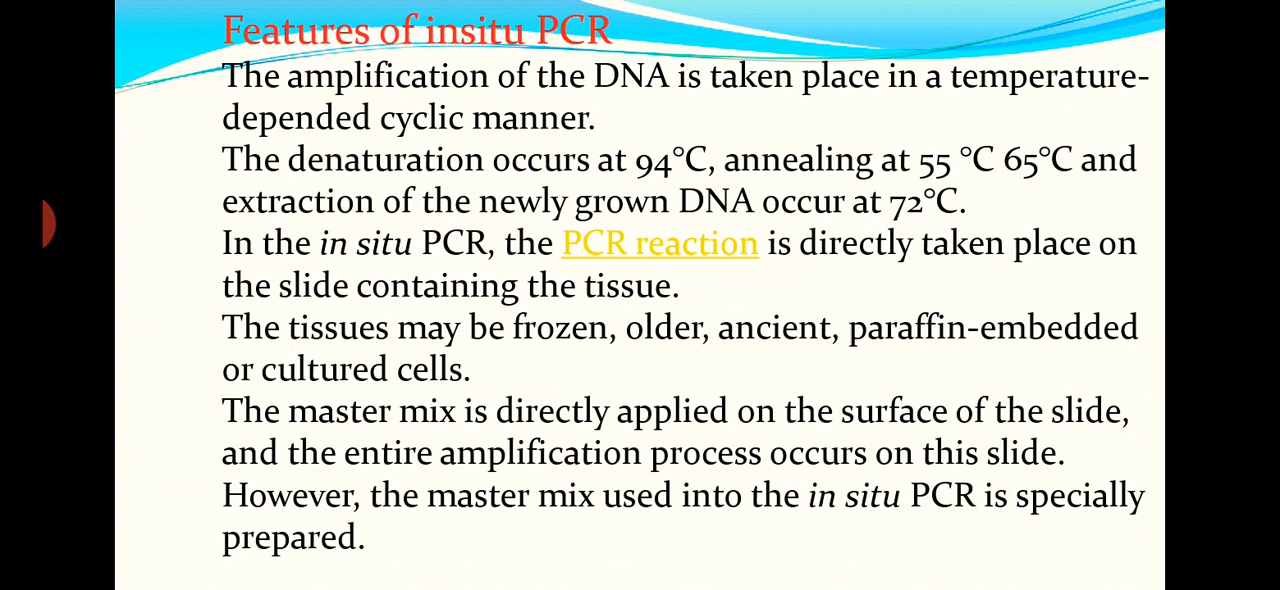 Features of insitu PCR
The amplification of the DNA is taken place in a temperature-
depended cyclic manner.
The denaturation occurs at 94°C, annealing at 55 °C 65°C and
extraction of the newly grown DNA occur at 72°C.
In the in situ PCR, the PCR reaction is directly taken place on
the slide containing the tissue.
The tissues may be frozen, older, ancient, paraffin-embedded
or cultured cells.
The master mix is directly applied on the surface of the slide,
and the entire amplification process occurs on this slide.
However, the master mix used into the in situ PCR is specially
prepared.